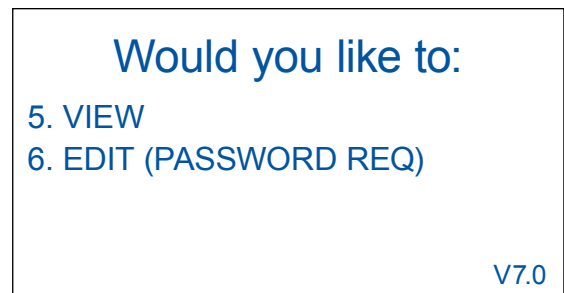 Would you like to:
5. VIEW
6. EDIT (PASSWORD REQ)
V7.0